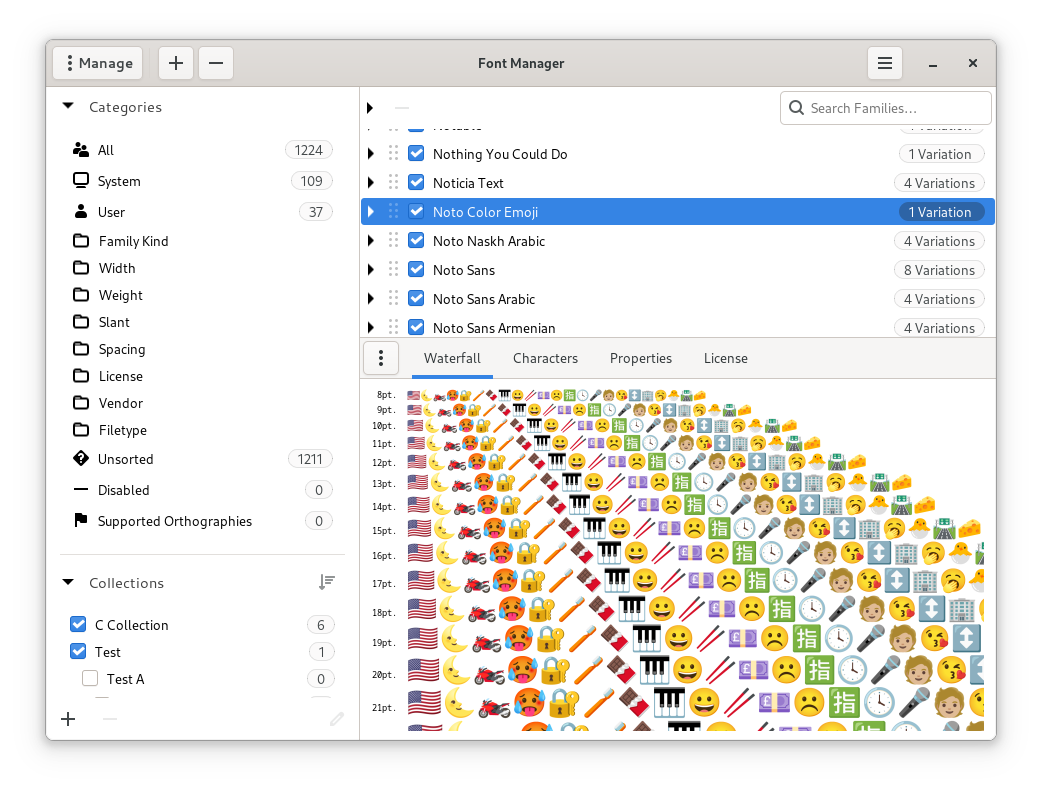 Manage
Font Manager
Categories
Search Families...
All 1224
System 109
User 37
Family Kind
Width
Weight
Slant
Spacing
License
Vendor
Filetype
Unsorted 1211
Disabled 0
Supported Orthographies 0
Collections
C Collection 6
Test 1
Test A 0
Notable 1 Variation
Nothing You Could Do 1 Variation
Noticia Text 4 Variations
Noto Color Emoji 1 Variation
Noto Naskh Arabic 4 Variations
Noto Sans 8 Variations
Noto Sans Arabic 4 Variations
Noto Sans Armenian 4 Variations
Waterfall Characters Properties License
8pt.
9pt.
10pt.
11pt.
12pt.
13pt.
14pt.
15pt.
16pt.
17pt.
18pt.
19pt.
20pt.
21pt.